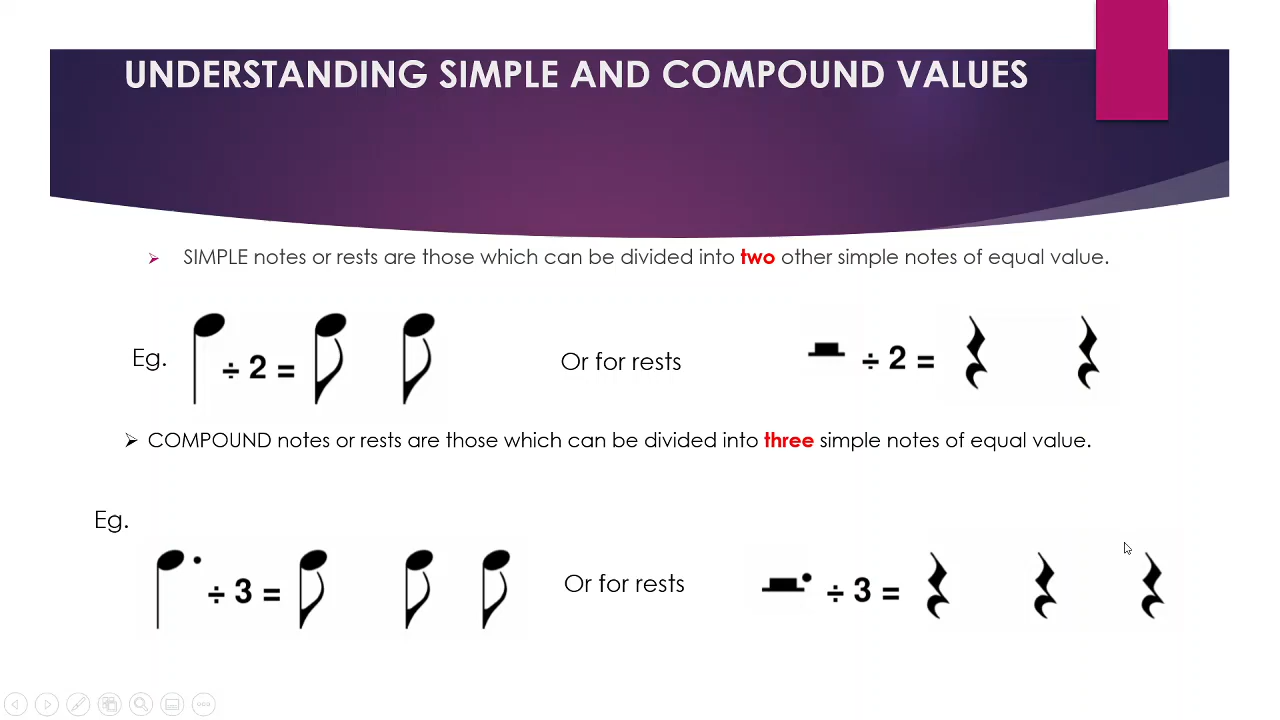 UNDERSTANDING SIMPLE AND COMPOUND VALUES
SIMPLE notes or rests are those which can be divided into two other simple notes of equal value.
Eg. ÷ 2 = Or for rests ÷ 2 =
COMPOUND notes or rests are those which can be divided into three simple notes of equal value.
Eg.
÷ 3 = Or for rests ÷ 3 =